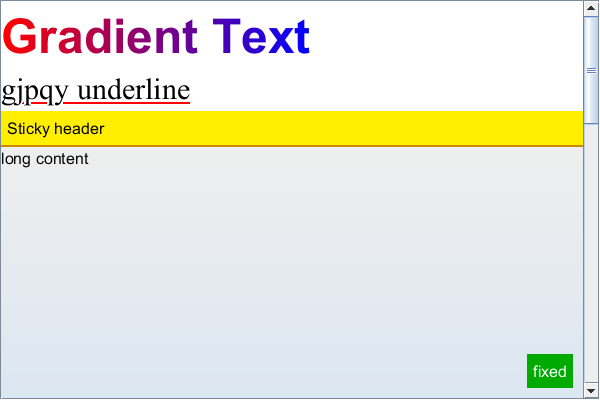 Gradient Text
gjpqy underline
Sticky header
long content
fixed